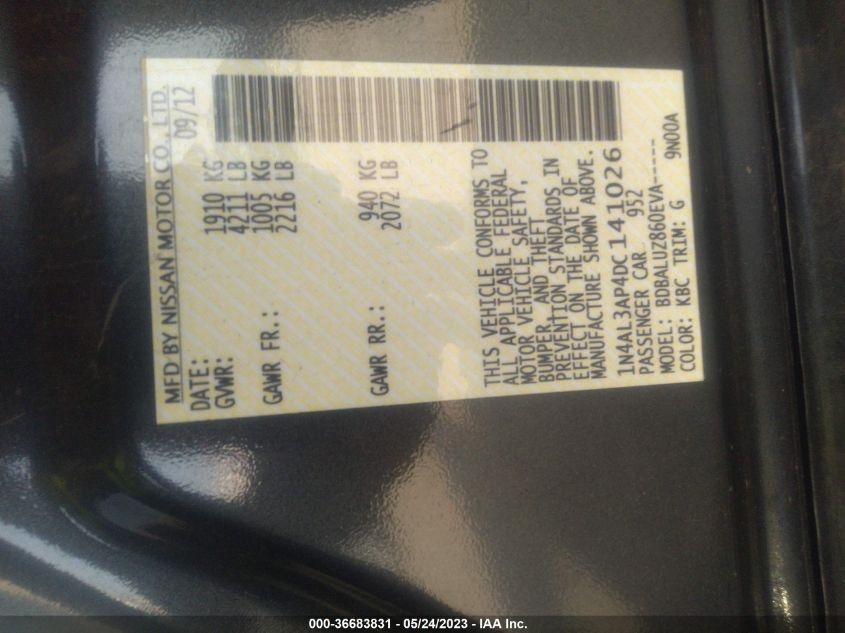 MFD BY NISSAN MOTOR CO., LTD.
DATE: 09/12
GVWR: 1910 KG
4211 LB
GAWR FR.: 1005 KG
2216 LB
GAWR RR.: 940 KG
2072 LB
THIS VEHICLE CONFORMS TO
ALL APPLICABLE FEDERAL
MOTOR VEHICLE SAFETY,
BUMPER, AND THEFT
PREVENTION STANDARDS IN
EFFECT ON THE DATE OF
MANUFACTURE SHOWN ABOVE.
1N4AL3AP4DC141026
PASSENGER CAR 952
MODEL: BDBALUZ860EVA-----
COLOR: KBC TRIM: G 9N00A
000-36683831 - 05/24/2023 - IAA Inc.